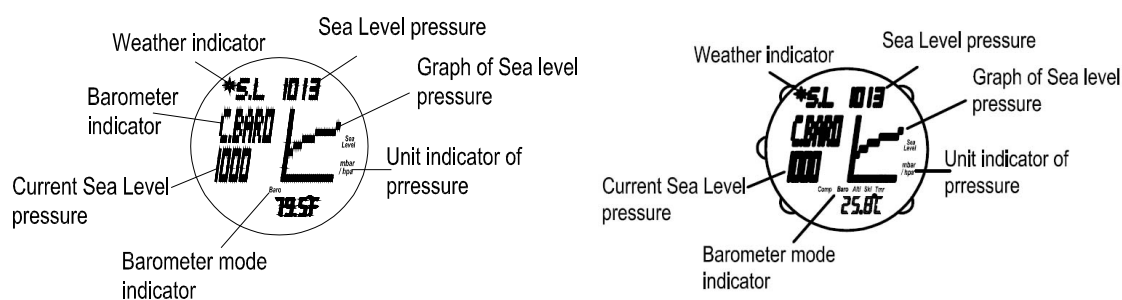 Weather indicator
Sea Level pressure
Graph of Sea level
pressure
Barometer
indicator
Current Sea Level
pressure
Unit indicator of
prressure
Barometer mode
indicator
S.L 1013
C.BARO
1000
Sea
Level
mbar
/ hpa
Baro
79.5F
Weather indicator
Sea Level pressure
Graph of Sea level
pressure
Current Sea Level
pressure
Unit indicator of
prressure
Barometer mode
indicator
S.L 1013
C.BARO
1000
Sea
Level
mbar
/ hpa
Comp Baro Alti Ski Tmr
25.8°C